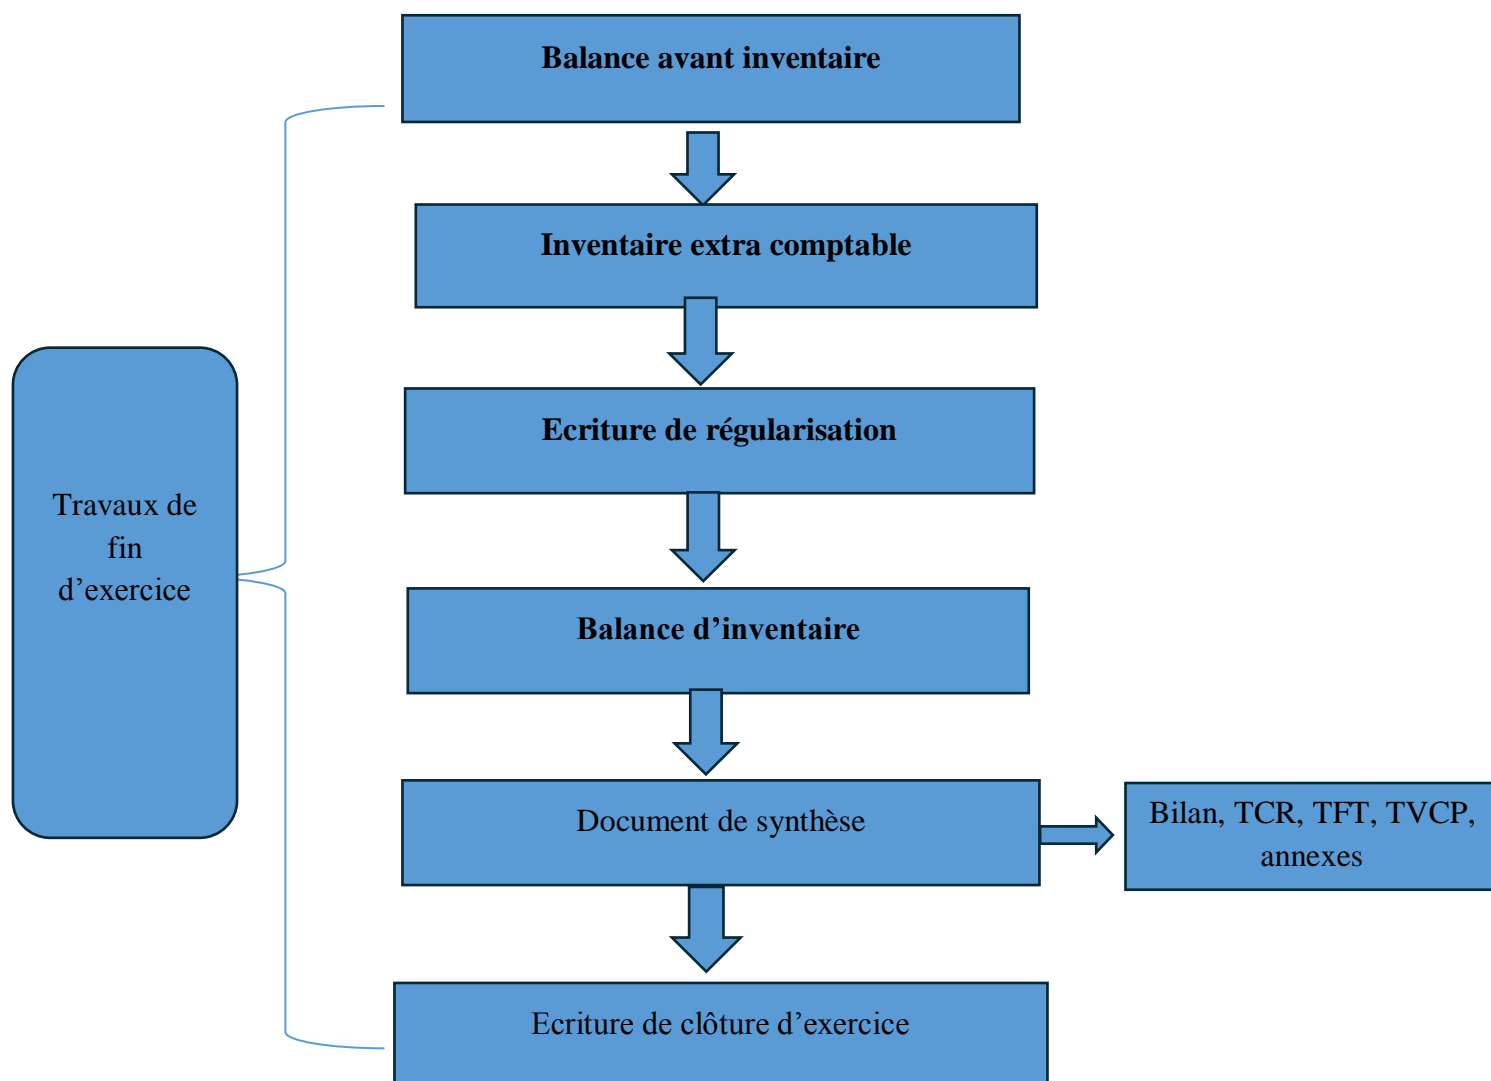 Balance avant inventaire
Inventaire extra comptable
Ecriture de régularisation
Travaux de
fin
d’exercice
Balance d’inventaire
Document de synthèse
Bilan, TCR, TFT, TVCP,
annexes
Ecriture de clôture d’exercice